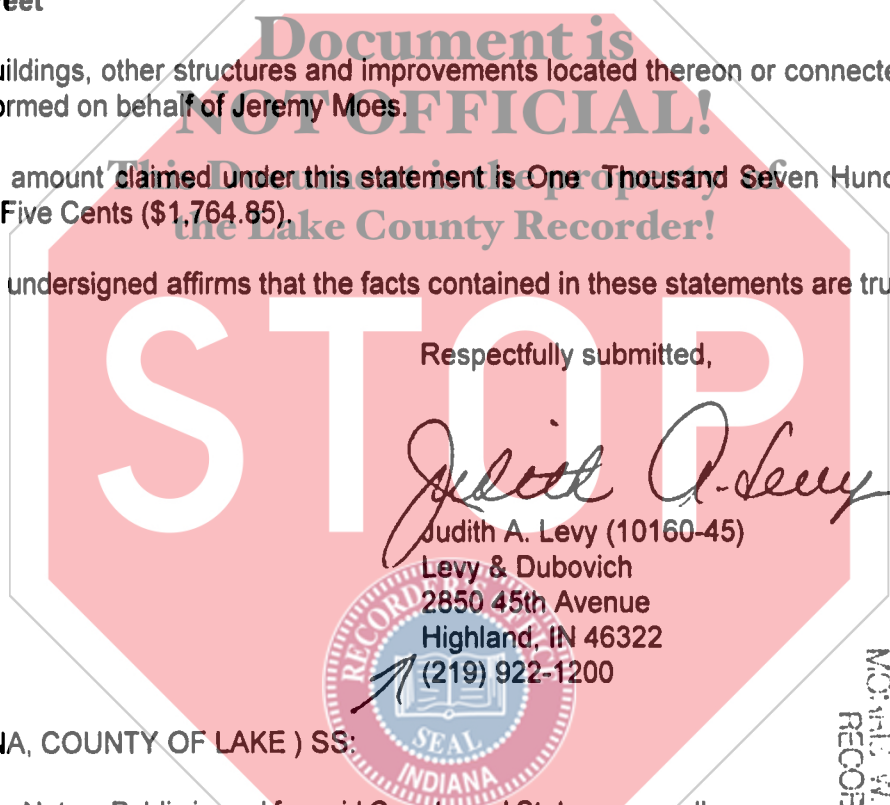 Document is
uildings, other structures and improvements located thereon or connecte
ormed on behalf of Jeremy Moes.
NOT OFFICIAL!
amount claimed under this statement is One Thousand Seven Hund
This Document is the property of
Five Cents ($1,764.85).
the Lake County Recorder!
undersigned affirms that the facts contained in these statements are tru
STOP
Respectfully submitted,
Judith A. Levy
Judith A. Levy (10160-45)
Levy & Dubovich
2850 45th Avenue
Highland, IN 46322
(219) 922-1200
RECORDER'S OFFICE
SEAL
INDIANA
NA, COUNTY OF LAKE ) SS: